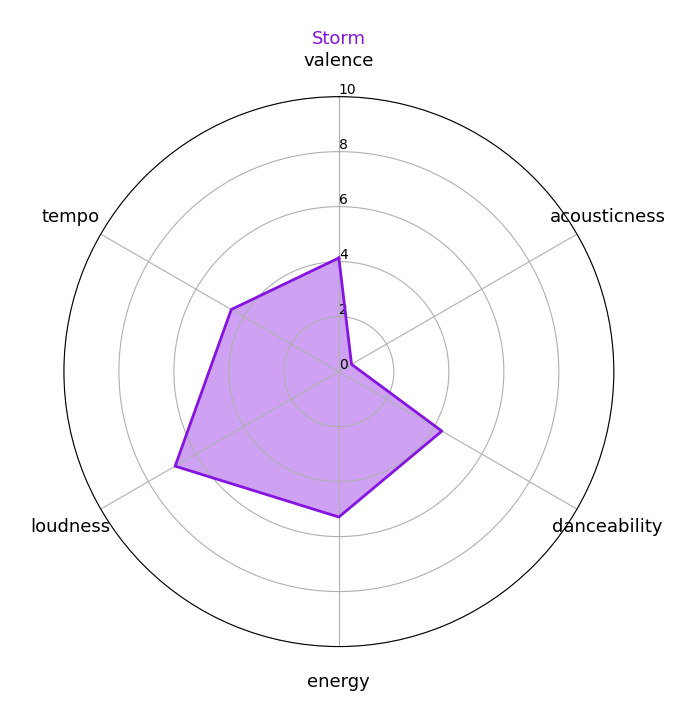 Storm
valence
10
8
6
4
2
0
tempo
acousticness
loudness
danceability
energy